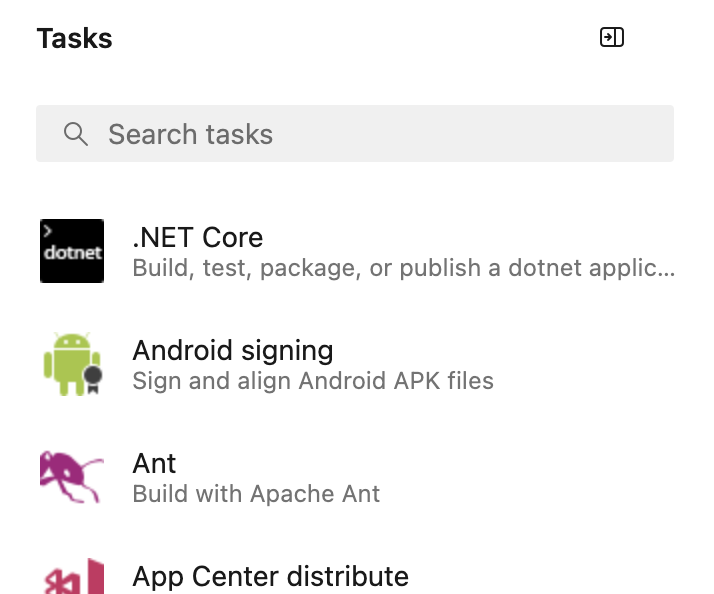 Tasks
Search tasks
dotnet
.NET Core
Build, test, package, or publish a dotnet applic...
Android signing
Sign and align Android APK files
Ant
Build with Apache Ant
App Center distribute